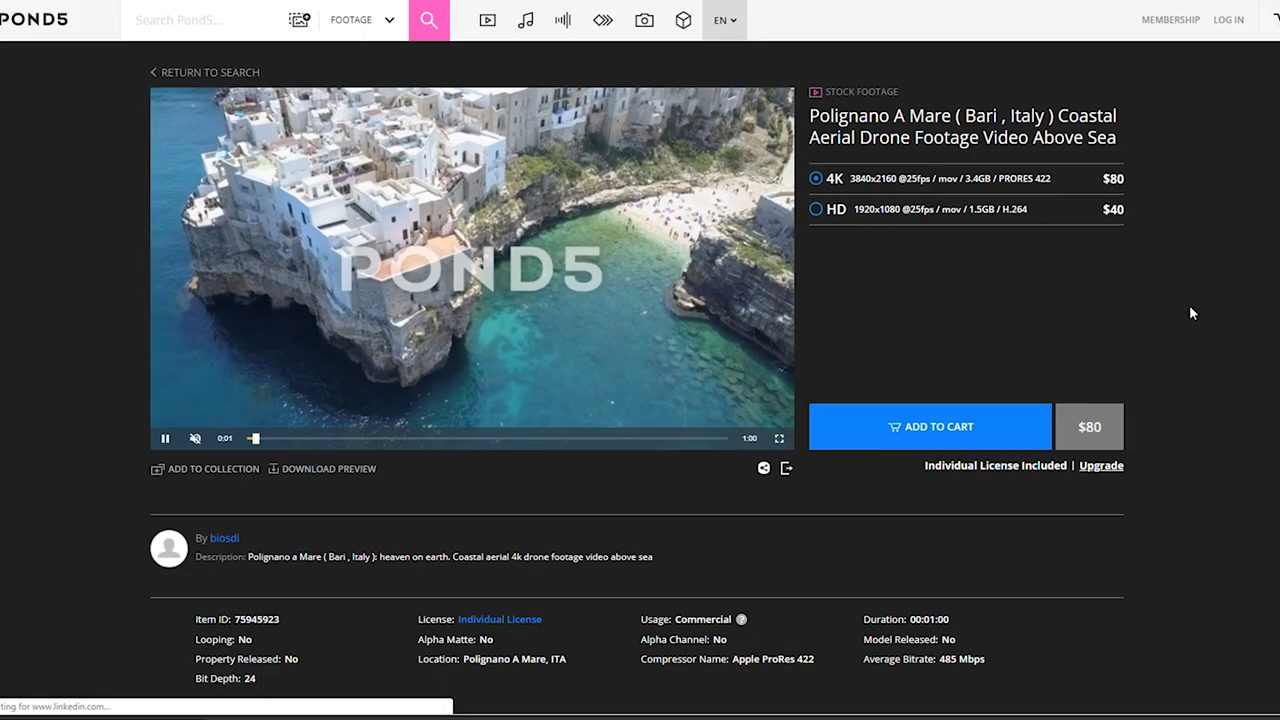 POND5
Search Pond5...
FOOTAGE
EN
MEMBERSHIP
LOG IN
RETURN TO SEARCH
POND5
0:01
1:00
ADD TO COLLECTION
DOWNLOAD PREVIEW
STOCK FOOTAGE
Polignano A Mare ( Bari , Italy ) Coastal
Aerial Drone Footage Video Above Sea
4K 3840x2160 @25fps / mov / 3.4GB / PRORES 422 $80
HD 1920x1080 @25fps / mov / 1.5GB / H.264 $40
ADD TO CART $80
Individual License Included | Upgrade
By biosdi
Description: Polignano a Mare ( Bari , Italy ): heaven on earth. Coastal aerial 4k drone footage video above sea
Item ID: 75945923 License: Individual License Usage: Commercial ? Duration: 00:01:00
Looping: No Alpha Matte: No Alpha Channel: No Model Released: No
Property Released: No Location: Polignano A Mare, ITA Compressor Name: Apple ProRes 422 Average Bitrate: 485 Mbps
Bit Depth: 24
ting for www.linkedin.com...